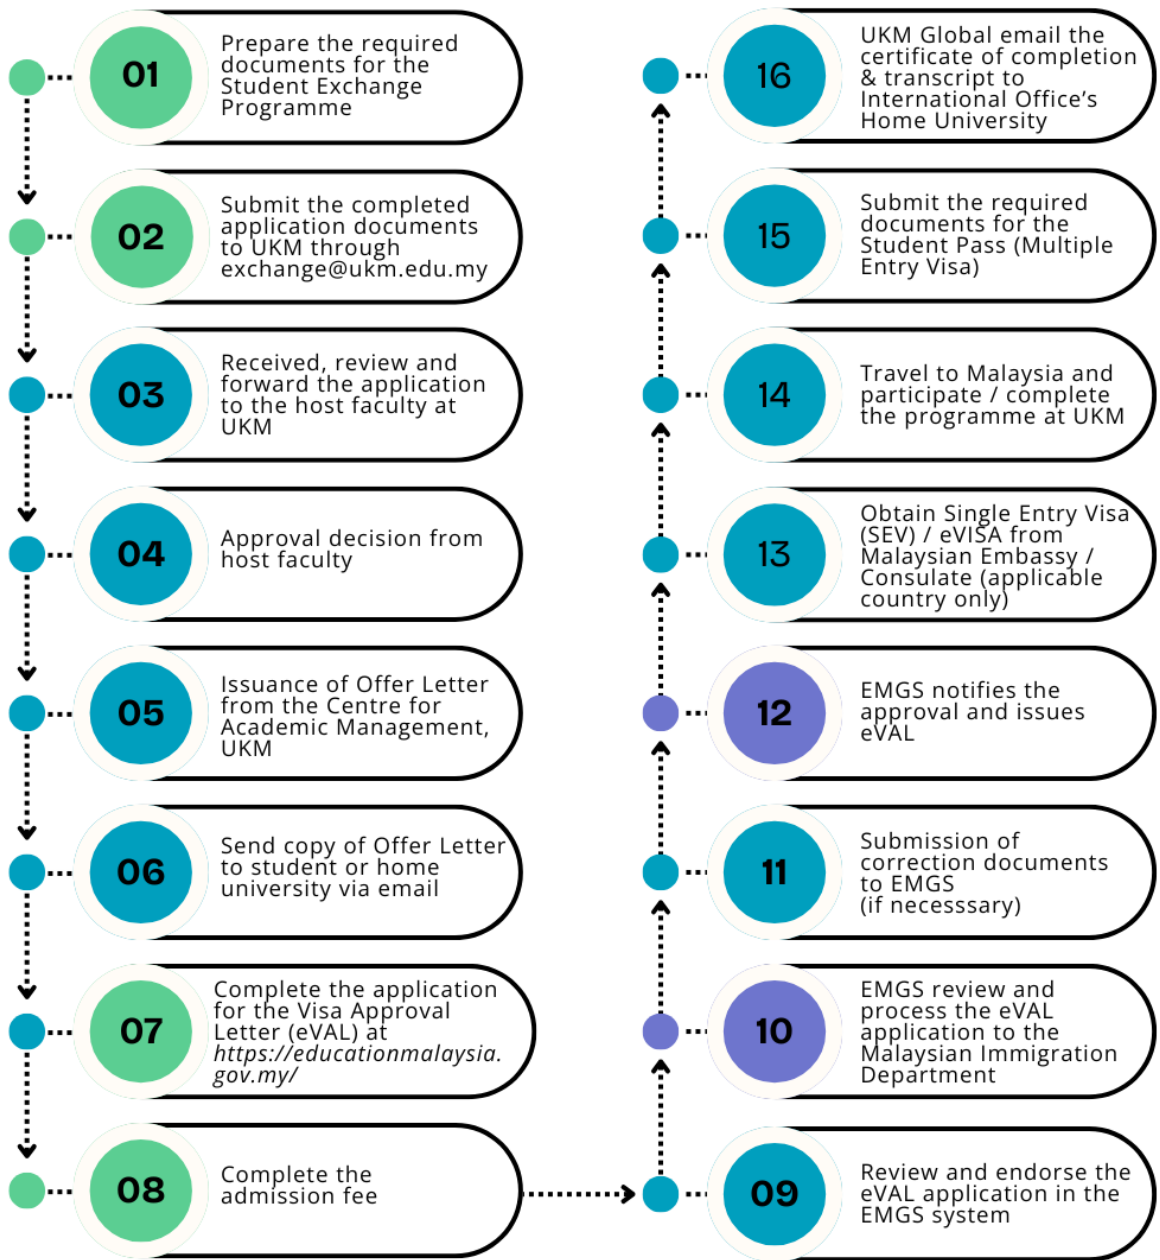 01
Prepare the required
documents for the
Student Exchange
Programme
02
Submit the completed
application documents
to UKM through
exchange@ukm.edu.my
03
Received, review and
forward the application
to the host faculty at
UKM
04
Approval decision from
host faculty
05
Issuance of Offer Letter
from the Centre for
Academic Management,
UKM
06
Send copy of Offer Letter
to student or home
university via email
07
Complete the application
for the Visa Approval
Letter (eVAL) at
https://educationmalaysia.
gov.my/
08
Complete the
admission fee
09
Review and endorse the
eVAL application in the
EMGS system
10
EMGS review and
process the eVAL
application to the
Malaysian Immigration
Department
11
Submission of
correction documents
to EMGS
(if necesssary)
12
EMGS notifies the
approval and issues
eVAL
13
Obtain Single Entry Visa
(SEV) / eVISA from
Malaysian Embassy /
Consulate (applicable
country only)
14
Travel to Malaysia and
participate / complete
the programme at UKM
15
Submit the required
documents for the
Student Pass (Multiple
Entry Visa)
16
UKM Global email the
certificate of completion
& transcript to
International Office’s
Home University